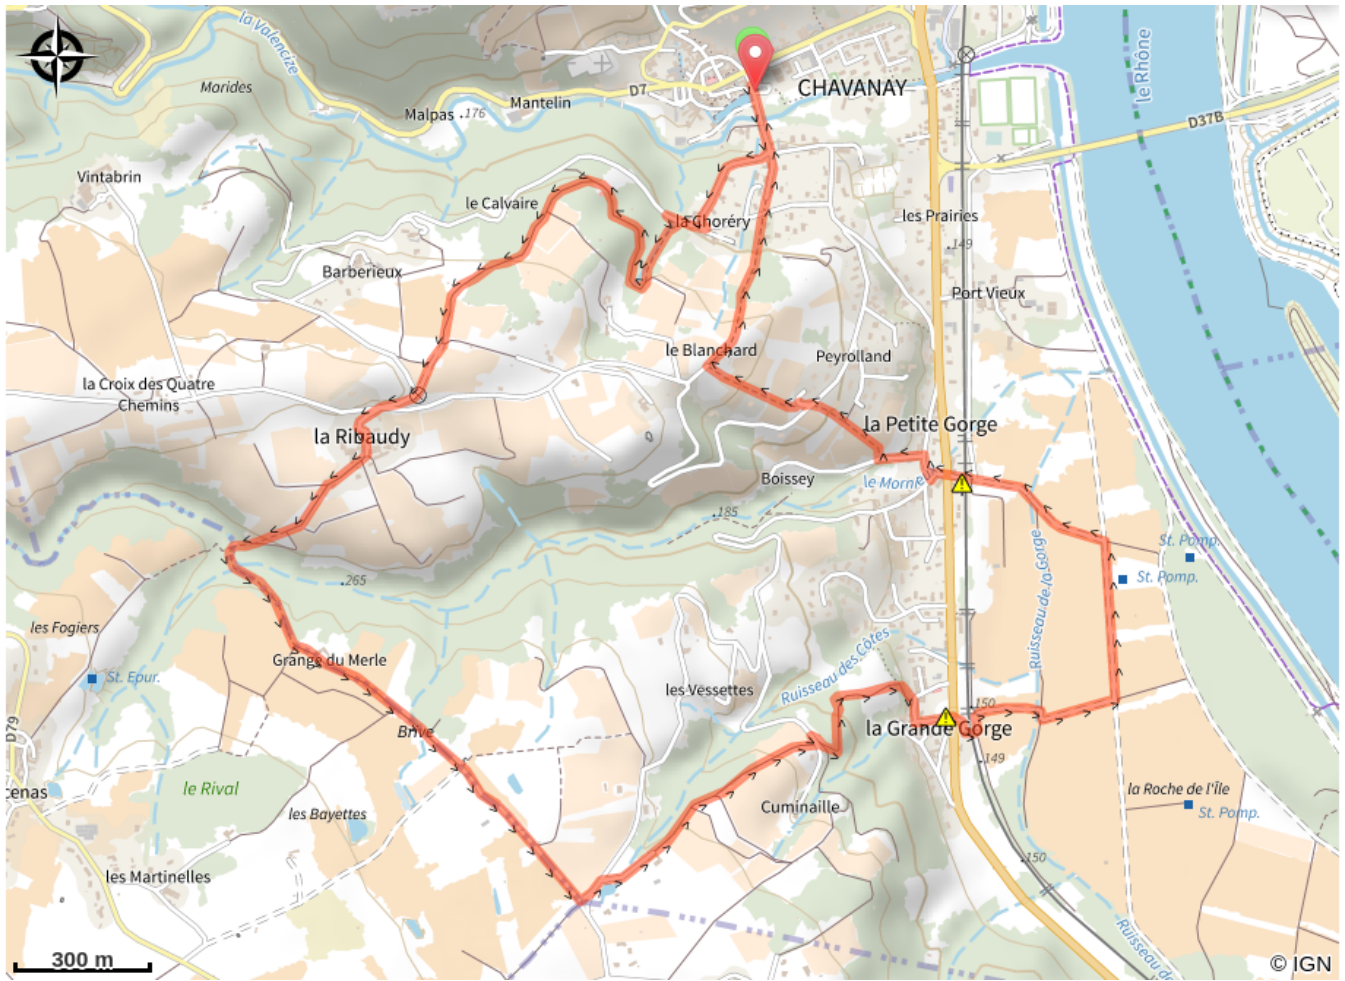 la Valencize
le Rhône
Marides
Malpas
.176
Mantelin
D7
CHAVANAY
D37B
Vintabrin
le Calvaire
la Choréry
les Prairies
.149
Barberieux
Port Vieux
le Blanchard
Peyrolland
la Croix des Quatre
Chemins
la Ribaudy
la Petite Gorge
Boissey
le Morne
.185
St. Pomp.
St. Pomp.
.265
Ruisseau de la Gorge
les Fogiers
Grange du Merle
St. Epur.
Ruisseau des Côtes
les Vessettes
.150
D79
Brive
la Grande Gorge
.149
le Rival
cenas
les Bayettes
Cuminaille
la Roche de l'Île
St. Pomp.
.150
les Martinelles
Ruisseau de
300 m
© IGN